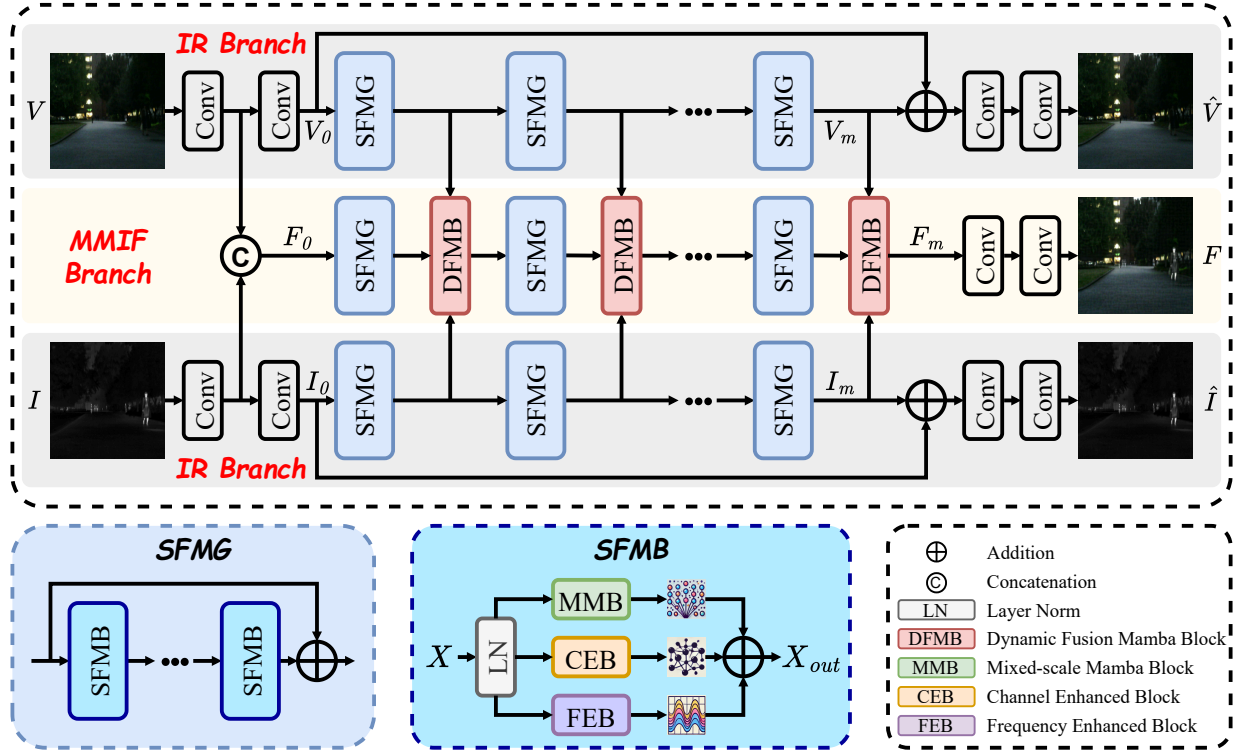 IR Branch
V
Conv
Conv
V0
SFMG
SFMG
•••
SFMG
Vm
Conv
Conv
V̂
MMIF
Branch
C
F0
SFMG
DFMB
SFMG
DFMB
•••
SFMG
DFMB
Fm
Conv
Conv
F
I
Conv
Conv
I0
SFMG
SFMG
•••
SFMG
Im
Conv
Conv
Î
IR Branch
SFMG
SFMB
•••
SFMB
SFMB
X
LN
MMB
CEB
FEB
Xout
Addition
C Concatenation
LN Layer Norm
DFMB Dynamic Fusion Mamba Block
MMB Mixed-scale Mamba Block
CEB Channel Enhanced Block
FEB Frequency Enhanced Block